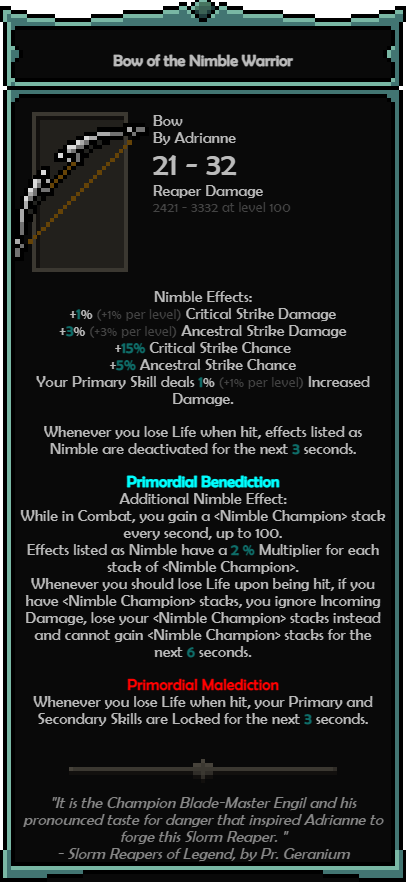 Bow of the Nimble Warrior
Bow
By Adrianne
21 - 32
Reaper Damage
2421 - 3332 at level 100
Nimble Effects:
+1% (+1% per level) Critical Strike Damage
+3% (+3% per level) Ancestral Strike Damage
+15% Critical Strike Chance
+5% Ancestral Strike Chance
Your Primary Skill deals 1% (+1% per level) Increased
Damage.
Whenever you lose Life when hit, effects listed as
Nimble are deactivated for the next 3 seconds.
Primordial Benediction
Additional Nimble Effect:
While in Combat, you gain a <Nimble Champion> stack
every second, up to 100.
Effects listed as Nimble have a 2 % Multiplier for each
stack of <Nimble Champion>.
Whenever you should lose Life upon being hit, if you
have <Nimble Champion> stacks, you ignore Incoming
Damage, lose your <Nimble Champion> stacks instead
and cannot gain <Nimble Champion> stacks for the
next 6 seconds.
Primordial Malediction
Whenever you lose Life when hit, your Primary and
Secondary Skills are Locked for the next 3 seconds.
"It is the Champion Blade-Master Engil and his
pronounced taste for danger that inspired Adrianne to
forge this Slorm Reaper. "
- Slorm Reapers of Legend, by Pr. Geranium